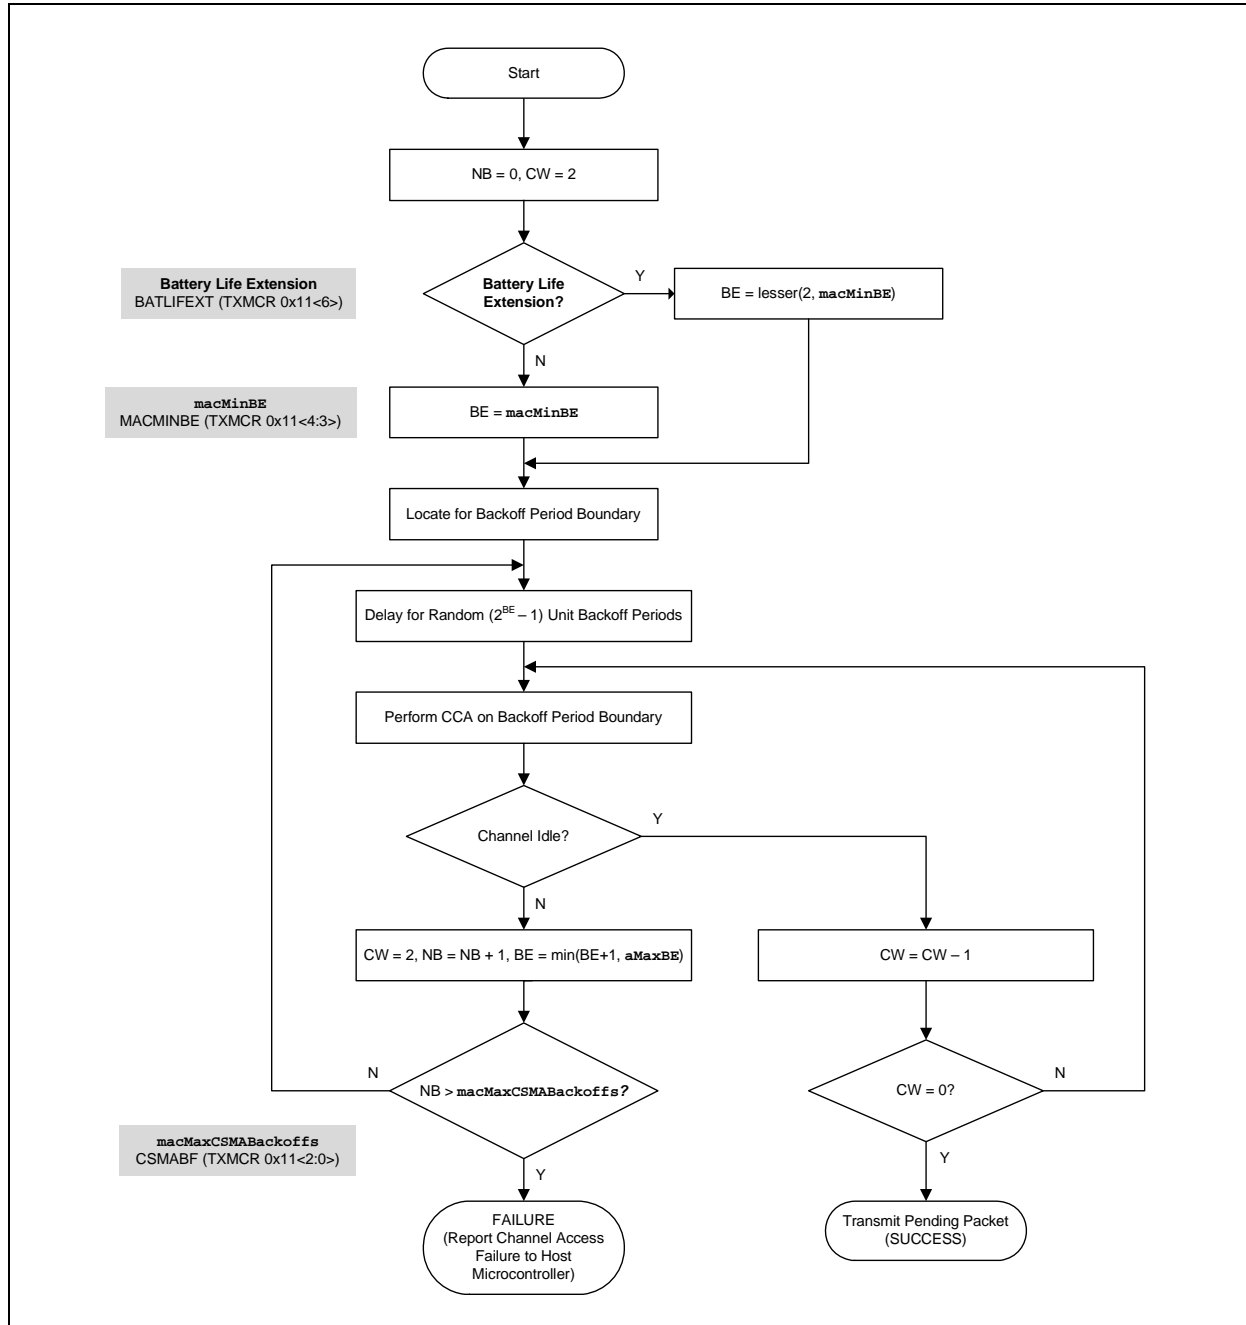 Start
NB = 0, CW = 2
Battery Life Extension
BATLIFEXT (TXMCR 0x11<6>)
Battery Life
Extension?
Y
BE = lesser(2, macMinBE)
N
macMinBE
MACMINBE (TXMCR 0x11<4:3>)
BE = macMinBE
Locate for Backoff Period Boundary
Delay for Random (2^BE – 1) Unit Backoff Periods
Perform CCA on Backoff Period Boundary
Channel Idle?
Y
N
CW = 2, NB = NB + 1, BE = min(BE+1, aMaxBE)
CW = CW – 1
N
NB > macMaxCSMABackoffs?
CW = 0?
N
macMaxCSMABackoffs
CSMABF (TXMCR 0x11<2:0>)
Y
Y
FAILURE
(Report Channel Access
Failure to Host
Microcontroller)
Transmit Pending Packet
(SUCCESS)